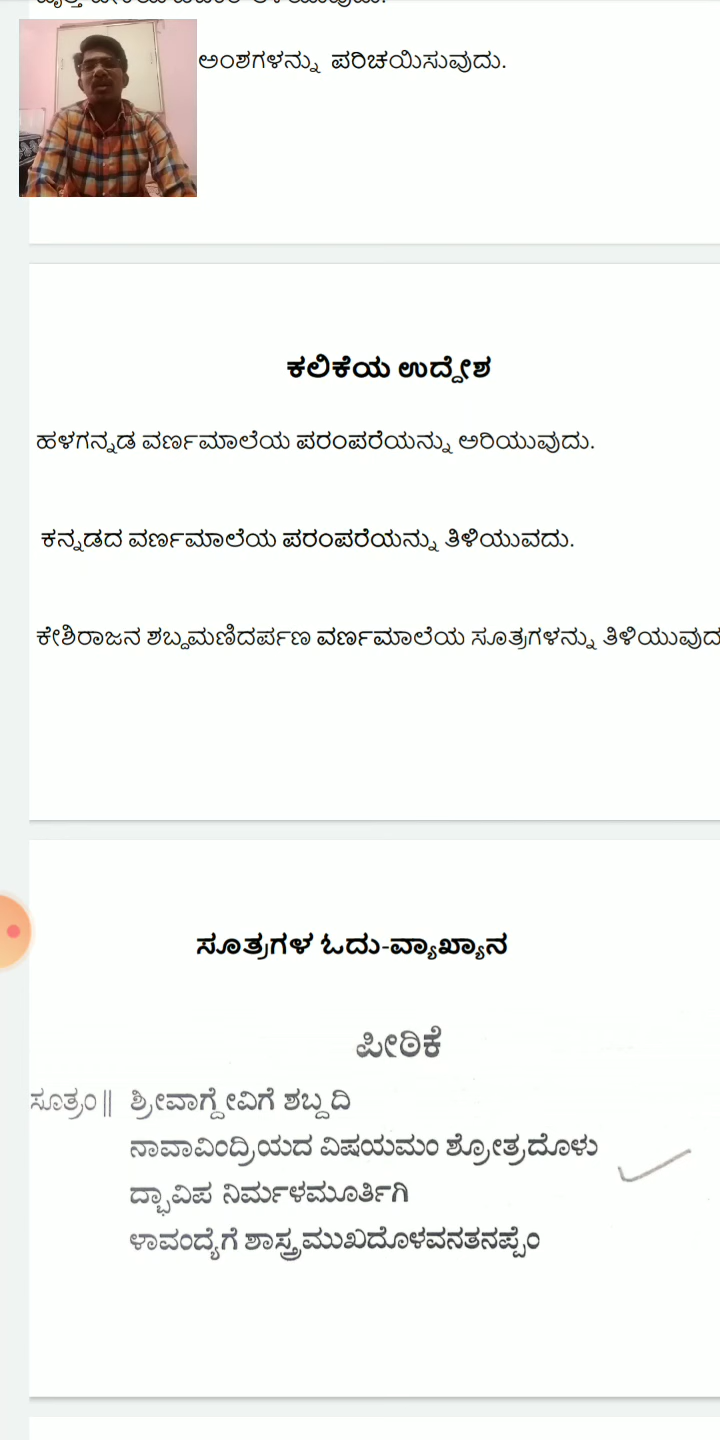 ಅಂಶಗಳನ್ನು ಪರಿಚಯಿಸುವುದು.
ಕಲಿಕೆಯ ಉದ್ದೇಶ
ಹಳಗನ್ನಡ ವರ್ಣಮಾಲೆಯ ಪರಂಪರೆಯನ್ನು ಅರಿಯುವುದು.
ಕನ್ನಡದ ವರ್ಣಮಾಲೆಯ ಪರಂಪರೆಯನ್ನು ತಿಳಿಯುವದು.
ಕೇಶಿರಾಜನ ಶಬ್ದಮಣಿದರ್ಪಣ ವರ್ಣಮಾಲೆಯ ಸೂತ್ರಗಳನ್ನು ತಿಳಿಯುವುದ
ಸೂತ್ರಗಳ ಓದು-ವ್ಯಾಖ್ಯಾನ
ಪೀಠಿಕೆ
ಸೂತ್ರಂ|| ಶ್ರೀವಾಗ್ದೇವಿಗೆ ಶಬ್ದದಿ
ನಾವಾವಿಂದ್ರಿಯದ ವಿಷಯಮಂ ಶ್ರೋತ್ರದೊಳು
ದ್ಭಾವಿಪ ನಿರ್ಮಳಮೂರ್ತಿಗಿ
ಳಾವಂದ್ಯೆಗೆ ಶಾಸ್ತ್ರಮುಖದೊಳವನತನಪ್ಪೆಂ